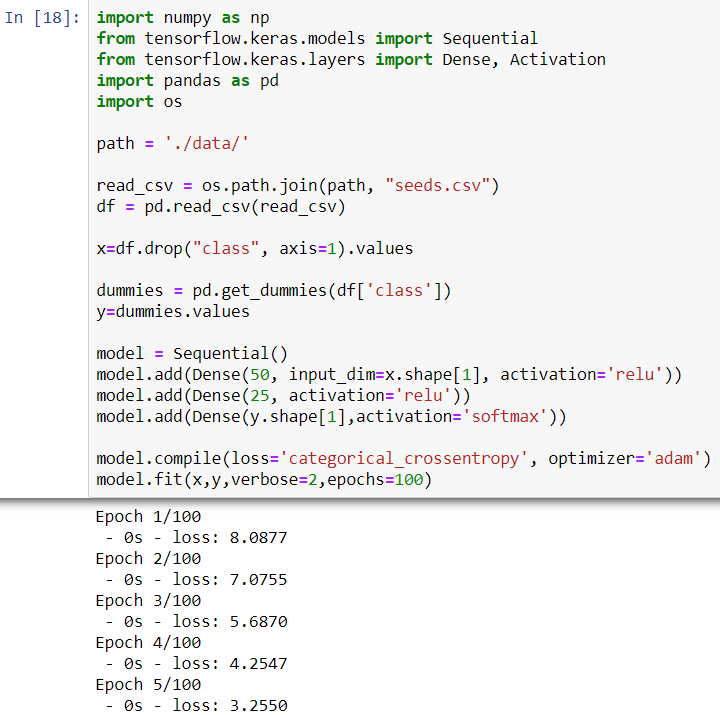 In [18]: import numpy as np
from tensorflow.keras.models import Sequential
from tensorflow.keras.layers import Dense, Activation
import pandas as pd
import os
path = './data/'
read_csv = os.path.join(path, "seeds.csv")
df = pd.read_csv(read_csv)
x=df.drop("class", axis=1).values
dummies = pd.get_dummies(df['class'])
y=dummies.values
model = Sequential()
model.add(Dense(50, input_dim=x.shape[1], activation='relu'))
model.add(Dense(25, activation='relu'))
model.add(Dense(y.shape[1],activation='softmax'))
model.compile(loss='categorical_crossentropy', optimizer='adam')
model.fit(x,y,verbose=2,epochs=100)
Epoch 1/100
 - 0s - loss: 8.0877
Epoch 2/100
 - 0s - loss: 7.0755
Epoch 3/100
 - 0s - loss: 5.6870
Epoch 4/100
 - 0s - loss: 4.2547
Epoch 5/100
 - 0s - loss: 3.2550